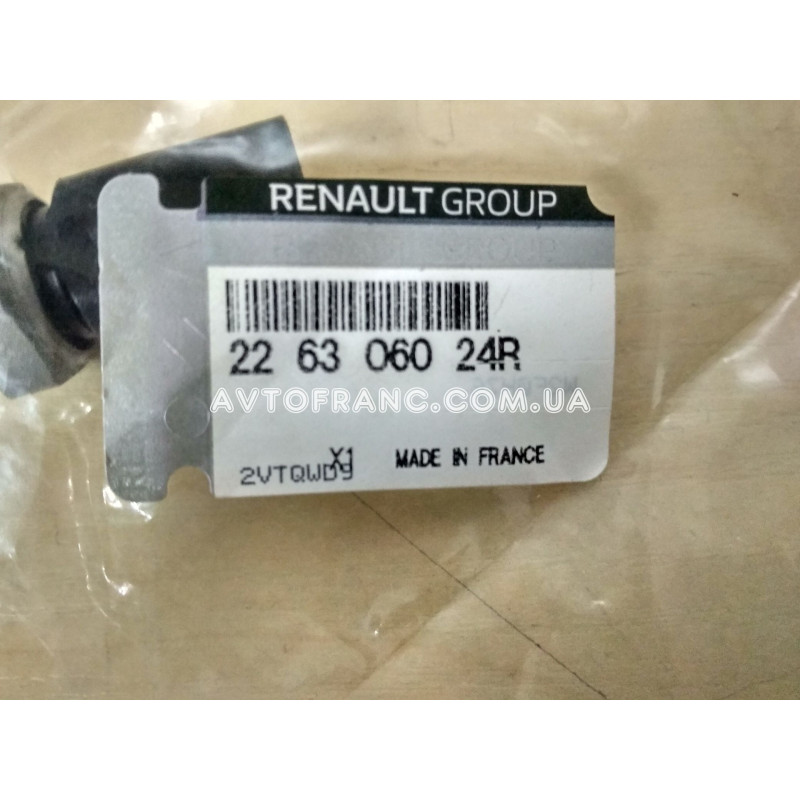 RENAULT GROUP
22 63 060 24R
AVTOFRANC.COM.UA
X1
2VTQWD9
MADE IN FRANCE